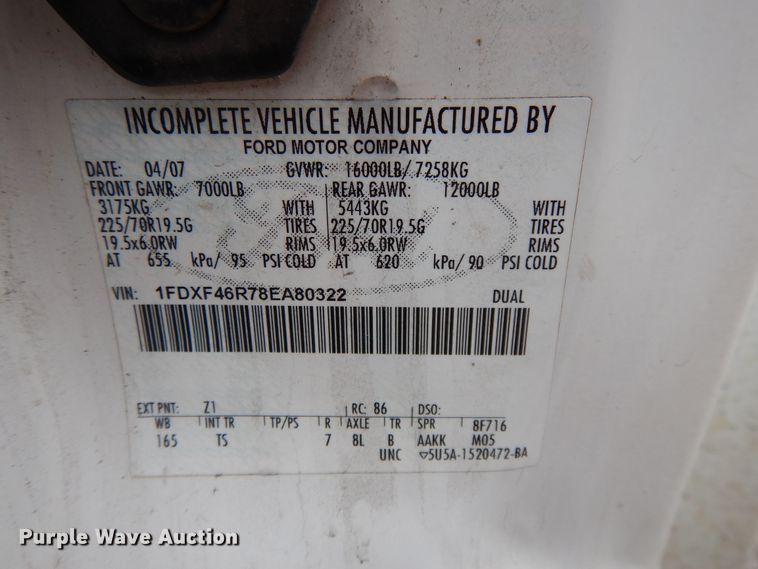 INCOMPLETE VEHICLE MANUFACTURED BY
FORD MOTOR COMPANY
DATE: 04/07 GVWR: 16000LB/ 7258KG
FRONT GAWR: 7000LB REAR GAWR: 12000LB
3175KG WITH 5443KG WITH
225/70R19.5G TIRES 225/70R19.5G TIRES
19.5x6.0RW RIMS 19.5x6.0RW RIMS
AT 655 kPa/ 95 PSI COLD AT 620 kPa/ 90 PSI COLD
VIN: 1FDXF46R78EA80322 DUAL
EXT PNT: Z1 RC: 86 DSO:
WB INT TR TP/PS R AXLE TR SPR 8F716
165 TS 7 8L B AAKK M05
UNC ▽5U5A-1520472-BA
Purple Wave Auction